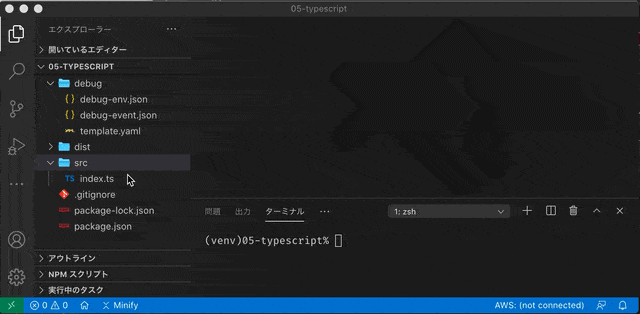 05-typescript
エクスプローラー ...
開いているエディター
05-TYPESCRIPT
debug
{ } debug-env.json
{ } debug-event.json
template.yaml
dist
src
TS index.ts
.gitignore
package-lock.json
package.json
アウトライン
NPM スクリプト
実行中のタスク
問題 出力 ターミナル ... 1: zsh
(venv)05-typescript%
0 0 Minify AWS: (not connected)